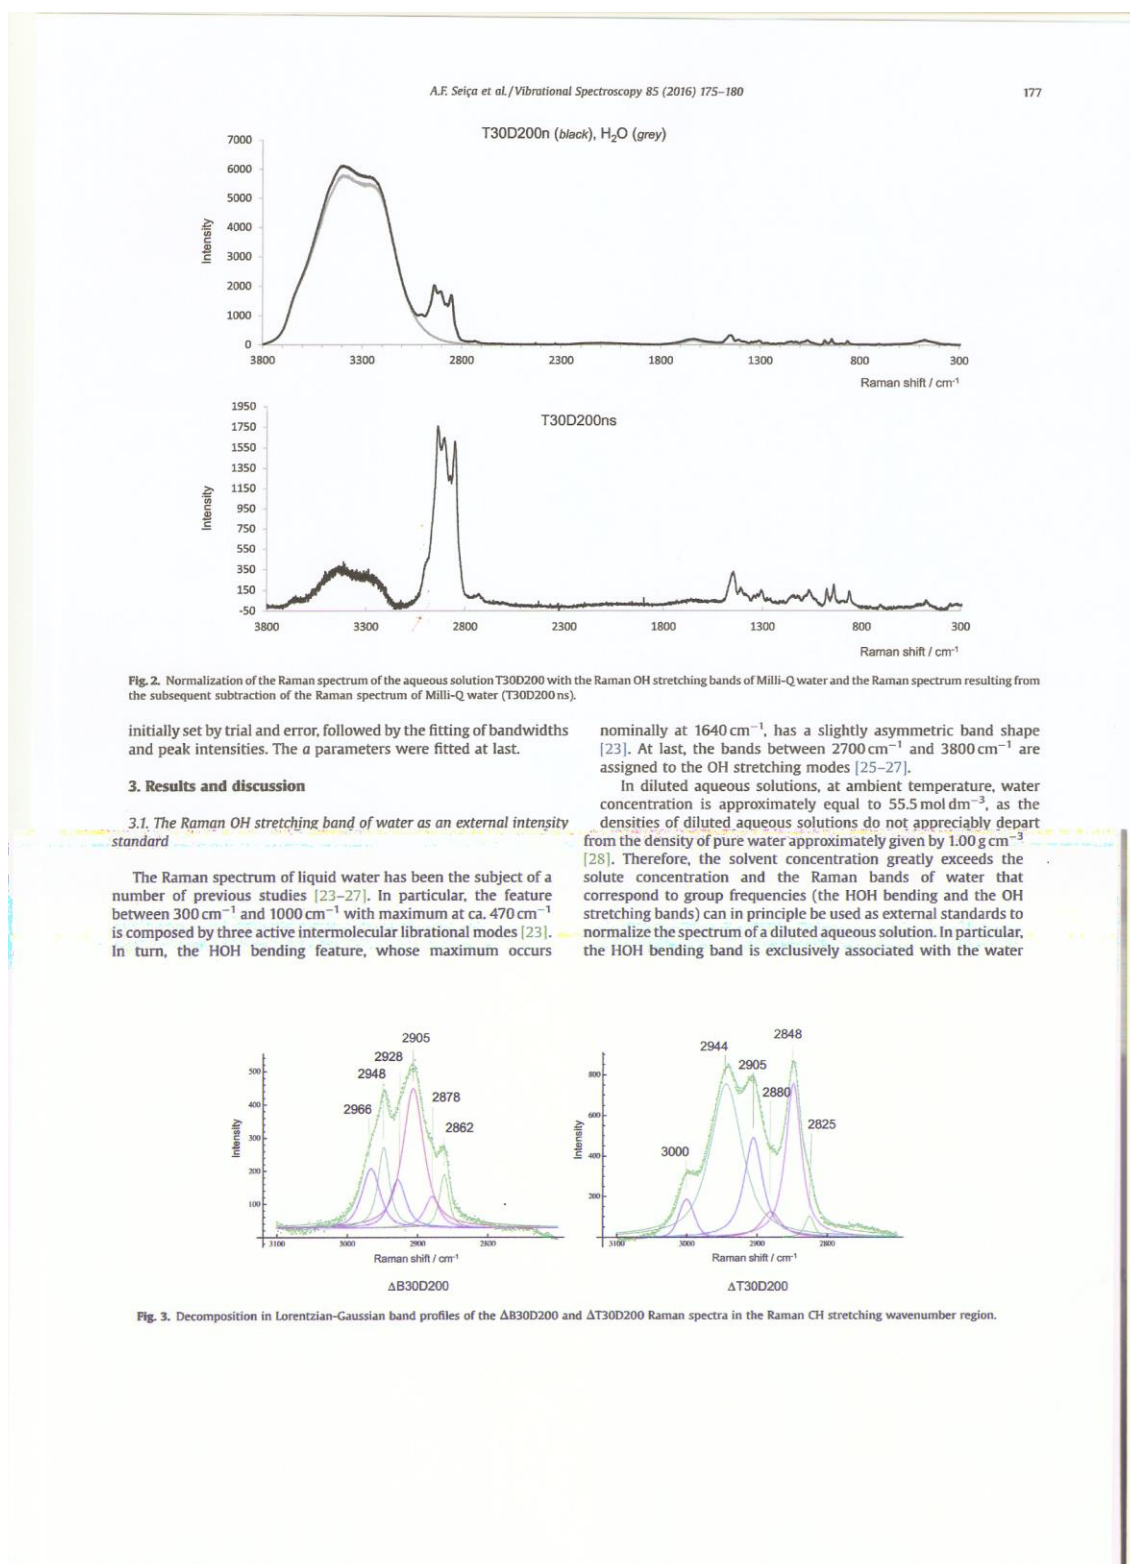 A.F. Seiça et al. / Vibrational Spectroscopy 85 (2016) 175–180
177
T30D200n (black), H₂O (grey)
7000
6000
5000
4000
3000
2000
1000
0
Intensity
3800 3300 2800 2300 1800 1300 800 300
Raman shift / cm⁻¹
T30D200ns
1950
1750
1550
1350
1150
950
750
550
350
150
-50
Intensity
3800 3300 2800 2300 1800 1300 800 300
Raman shift / cm⁻¹
Fig. 2. Normalization of the Raman spectrum of the aqueous solution T30D200 with the Raman OH stretching bands of Milli-Q water and the Raman spectrum resulting from
the subsequent subtraction of the Raman spectrum of Milli-Q water (T30D200ns).
initially set by trial and error, followed by the fitting of bandwidths
and peak intensities. The a parameters were fitted at last.
3. Results and discussion
3.1. The Raman OH stretching band of water as an external intensity
standard
The Raman spectrum of liquid water has been the subject of a
number of previous studies [23–27]. In particular, the feature
between 300 cm⁻¹ and 1000 cm⁻¹ with maximum at ca. 470 cm⁻¹
is composed by three active intermolecular librational modes [23].
In turn, the HOH bending feature, whose maximum occurs
nominally at 1640 cm⁻¹, has a slightly asymmetric band shape
[23]. At last, the bands between 2700 cm⁻¹ and 3800 cm⁻¹ are
assigned to the OH stretching modes [25–27].
In diluted aqueous solutions, at ambient temperature, water
concentration is approximately equal to 55.5 mol dm⁻³, as the
densities of diluted aqueous solutions do not appreciably depart
from the density of pure water approximately given by 1.00 g cm⁻³
[28]. Therefore, the solvent concentration greatly exceeds the
solute concentration and the Raman bands of water that
correspond to group frequencies (the HOH bending and the OH
stretching bands) can in principle be used as external standards to
normalize the spectrum of a diluted aqueous solution. In particular,
the HOH bending band is exclusively associated with the water
2905
2928
2948
2966
2878
2862
500
400
300
200
100
Intensity
3100 3000 2900 2800
Raman shift / cm⁻¹
ΔB30D200
2848
2944
2905
2880
2825
3000
800
600
400
200
Intensity
3100 3000 2900 2800
Raman shift / cm⁻¹
ΔT30D200
Fig. 3. Decomposition in Lorentzian-Gaussian band profiles of the ΔB30D200 and ΔT30D200 Raman spectra in the Raman CH stretching wavenumber region.